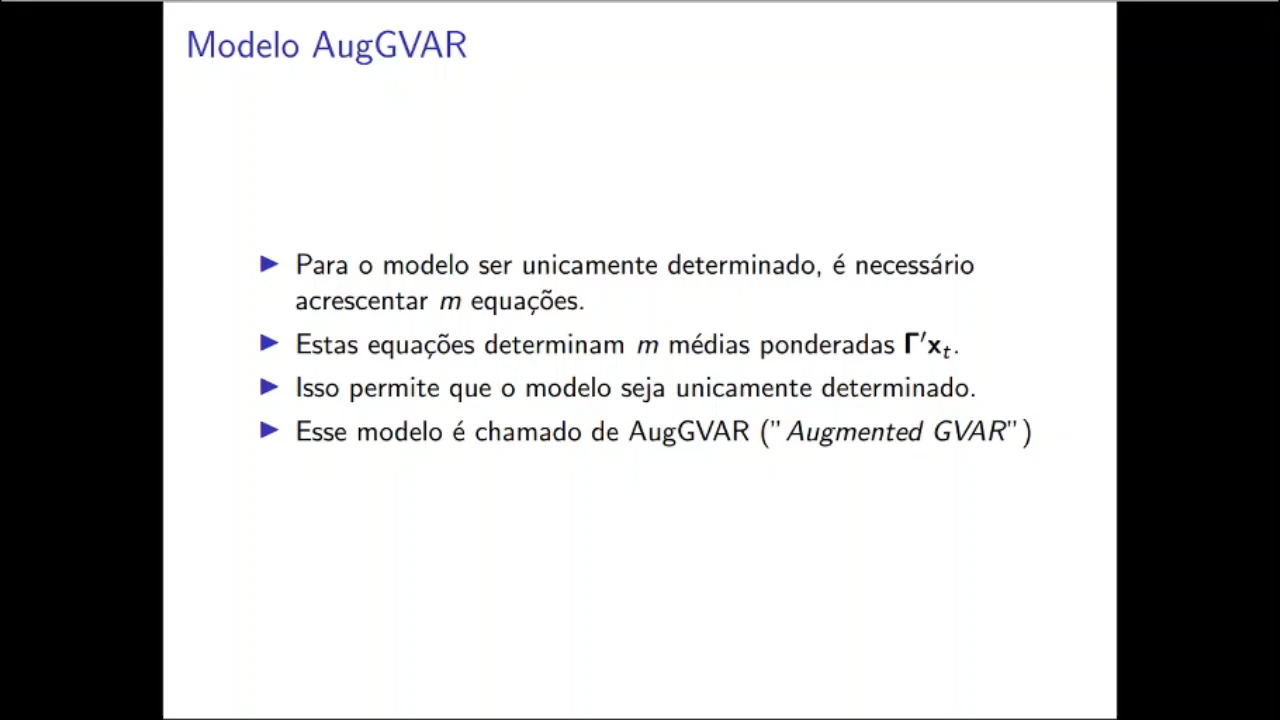 Modelo AugGVAR
▶ Para o modelo ser unicamente determinado, é necessário
acrescentar m equações.
▶ Estas equações determinam m médias ponderadas Γ′xₜ.
▶ Isso permite que o modelo seja unicamente determinado.
▶ Esse modelo é chamado de AugGVAR (”Augmented GVAR”)